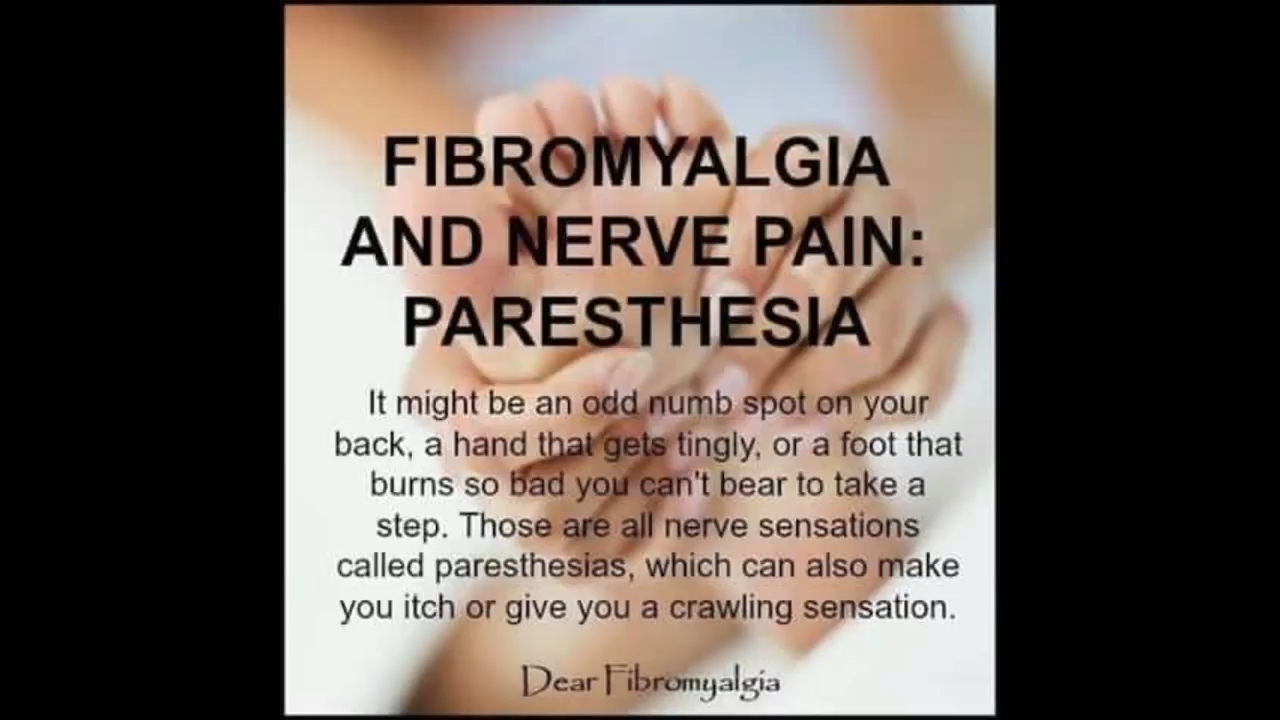 FIBROMYALGIA
AND NERVE PAIN:
PARESTHESIA
It might be an odd numb spot on your
back, a hand that gets tingly, or a foot that
burns so bad you can't bear to take a
step. Those are all nerve sensations
called paresthesias, which can also make
you itch or give you a crawling sensation.
Dear Fibromyalgia